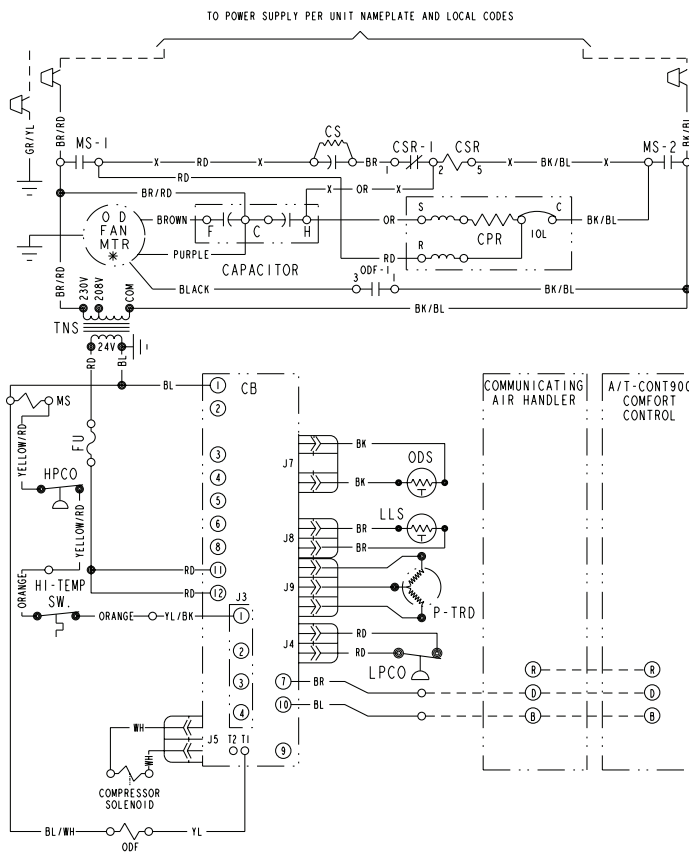 TO POWER SUPPLY PER UNIT NAMEPLATE AND LOCAL CODES
GR/YL
BR/RD
BK/BL
MS-1
CS
CSR-1
CSR
MS-2
X
RD
X
BR
1
2
5
X
BK/BL
X
RD
BR/RD
X
OR
X
O D
FAN
MTR
*
BROWN
F
C
H
OR
S
C
CPR
IOL
BK/BL
R
RD
PURPLE
CAPACITOR
BLACK
3
ODF-1
1
BK/BL
BR/RD
230V
208V
COM
BK/BL
TNS
24V
RD
BL
BL
1
CB
2
MS
YELLOW/RD
FU
HPCO
3
4
5
6
8
11
12
YELLOW/RD
RD
RD
HI-TEMP
SW.
ORANGE
ORANGE
YL/BK
J3
1
2
3
4
J7
BK
BK
ODS
LLS
J8
BR
BR
J9
P-TRD
J4
RD
RD
LPCO
7
BR
10
BL
9
COMMUNICATING
AIR HANDLER
A/T-CONT900
COMFORT
CONTROL
R
R
D
D
B
B
WH
WH
J5
T2
T1
COMPRESSOR
SOLENOID
BL/WH
YL
ODF